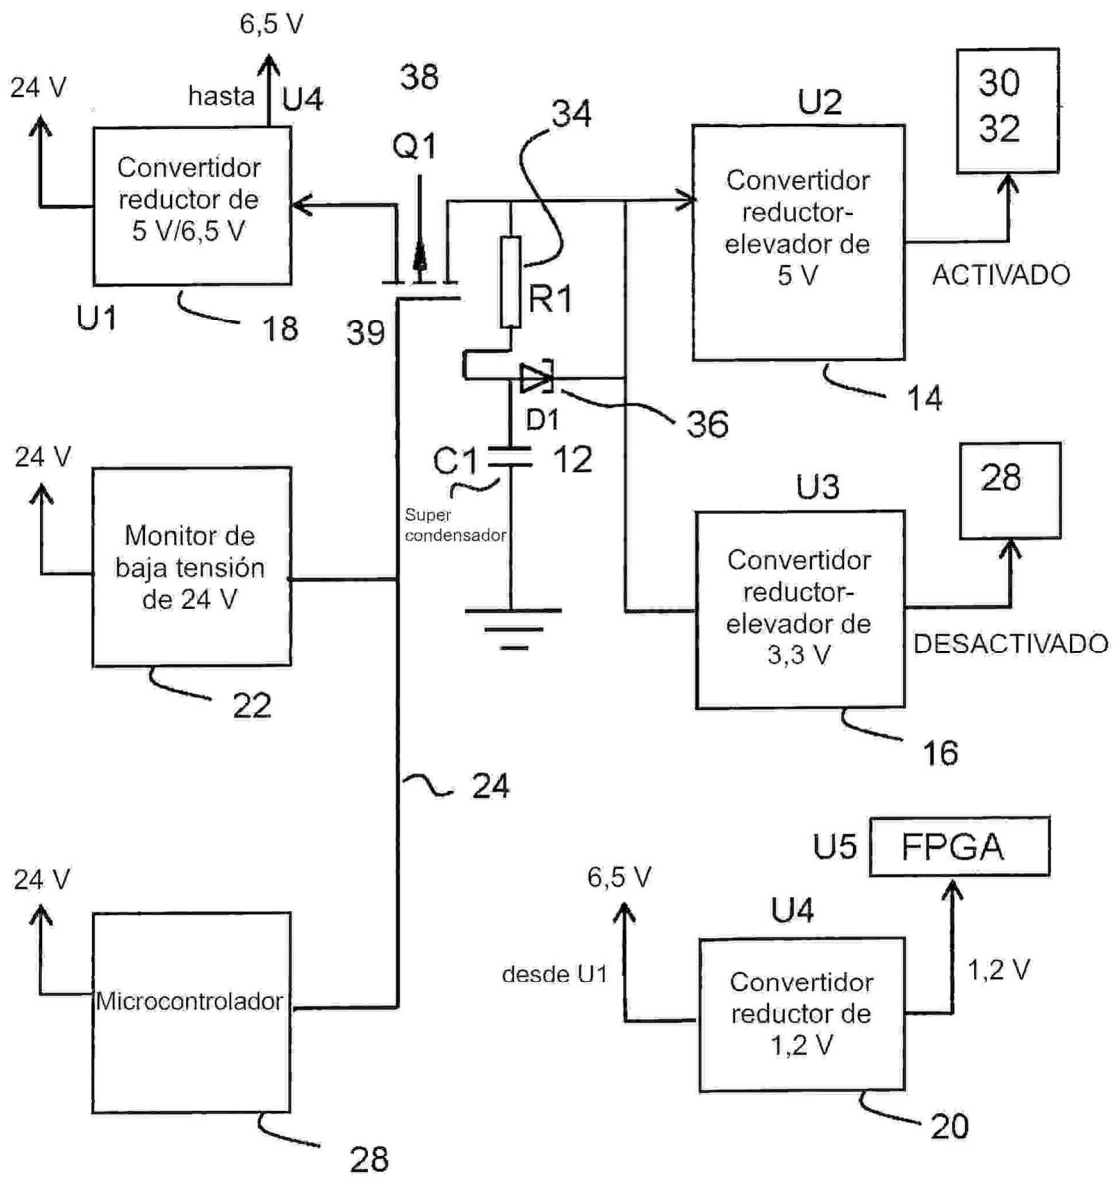 6,5 V
24 V
hasta
U4
38
Q1
Convertidor
reductor de
5 V/6,5 V
U1
18
39
34
R1
U2
Convertidor
reductor-
elevador de
5 V
14
30
32
ACTIVADO
D1
36
C1
12
Super
condensador
24 V
Monitor de
baja tensión
de 24 V
22
U3
Convertidor
reductor-
elevador de
3,3 V
16
28
DESACTIVADO
24
24 V
Microcontrolador
28
6,5 V
desde U1
U4
Convertidor
reductor de
1,2 V
20
U5
FPGA
1,2 V